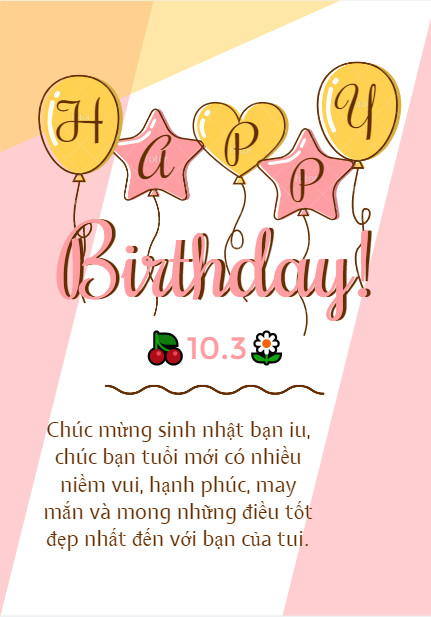 HAPPY
Birthday!
10.3
Chúc mừng sinh nhật bạn iu,
chúc bạn tuổi mới có nhiều
niềm vui, hạnh phúc, may
mắn và mong những điều tốt
đẹp nhất đến với bạn của tui.